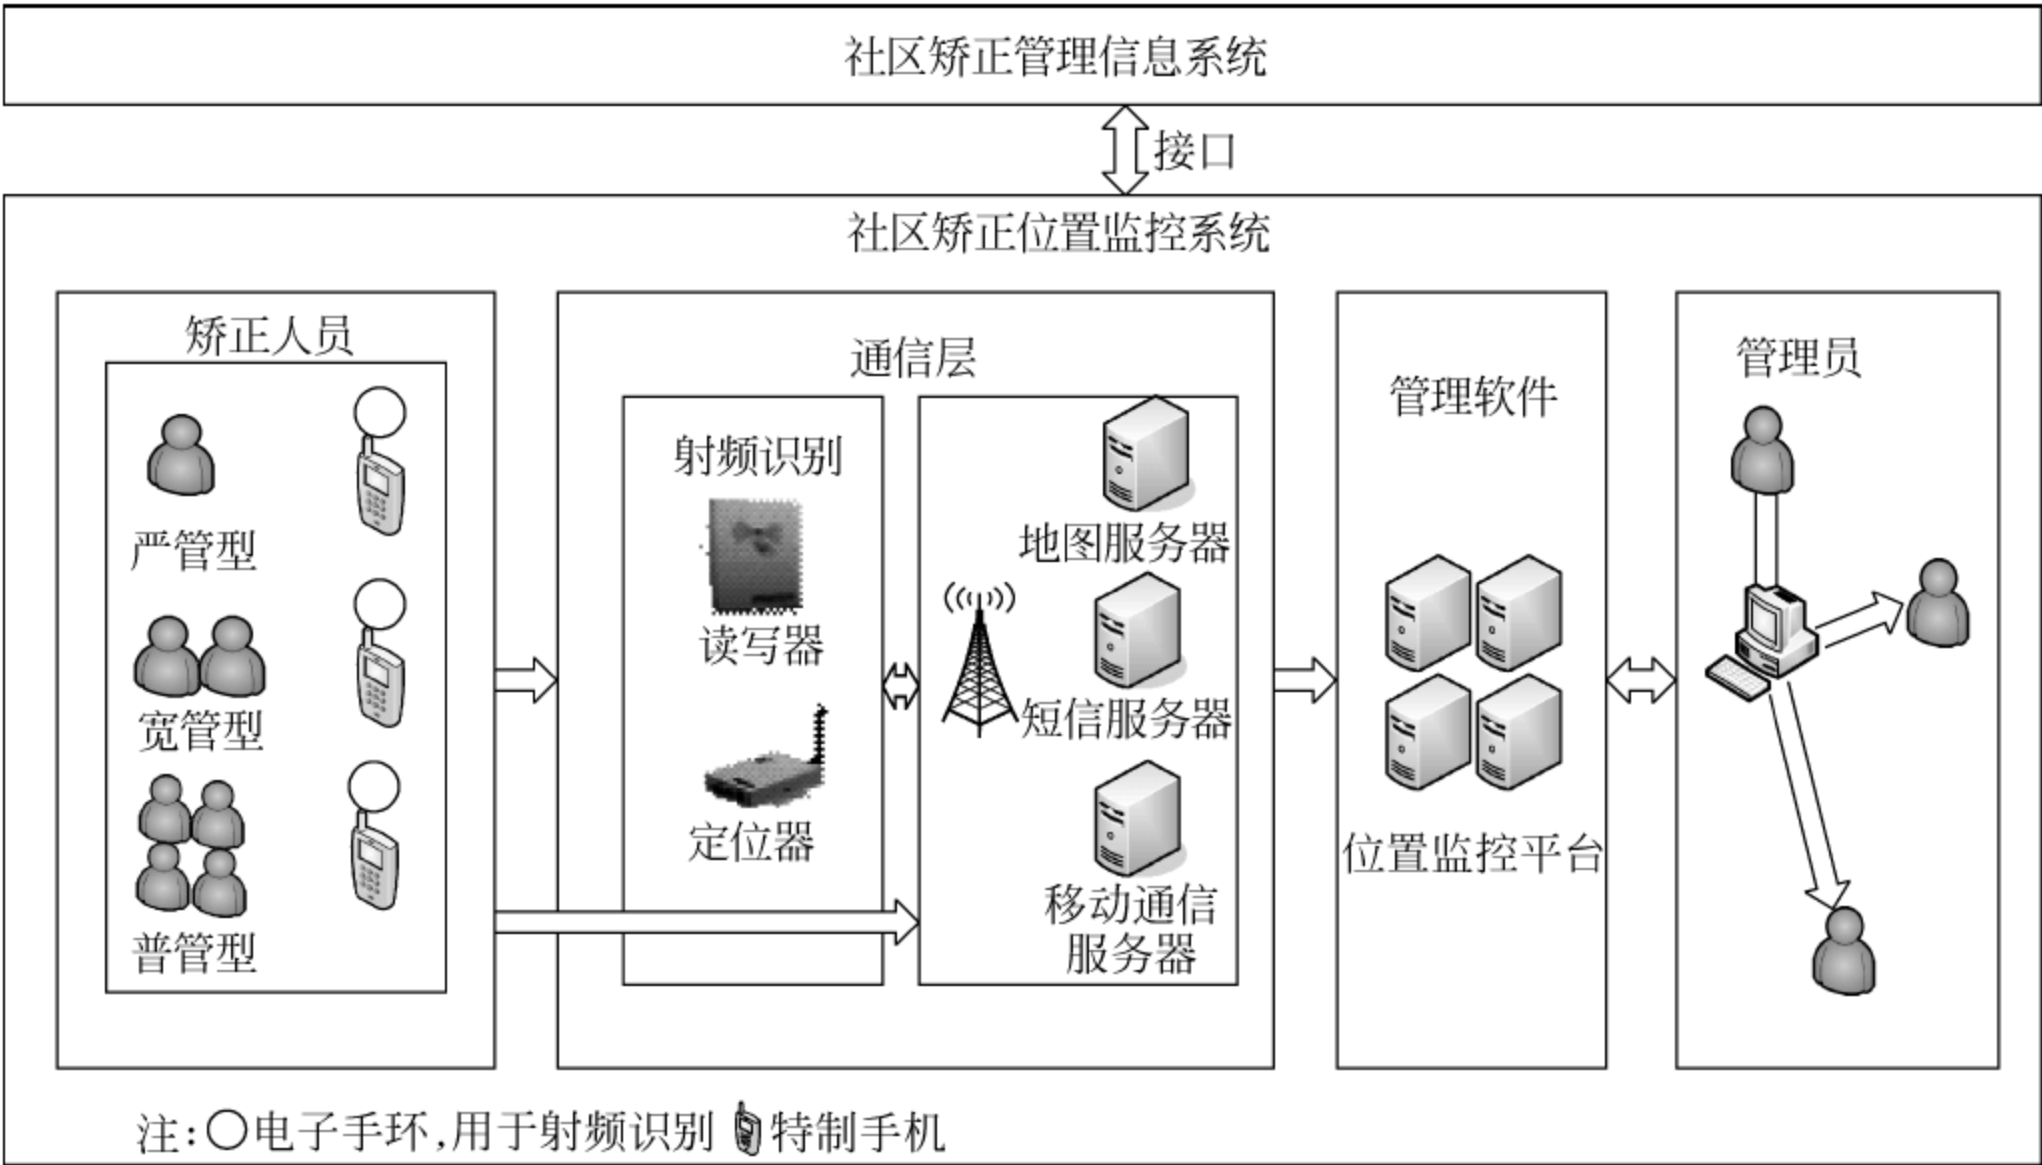 社区矫正管理信息系统
接口
社区矫正位置监控系统
矫正人员
严管型
宽管型
普管型
通信层
射频识别
读写器
定位器
地图服务器
短信服务器
移动通信
服务器
管理软件
位置监控平台
管理员
注:○电子手环,用于射频识别 特制手机